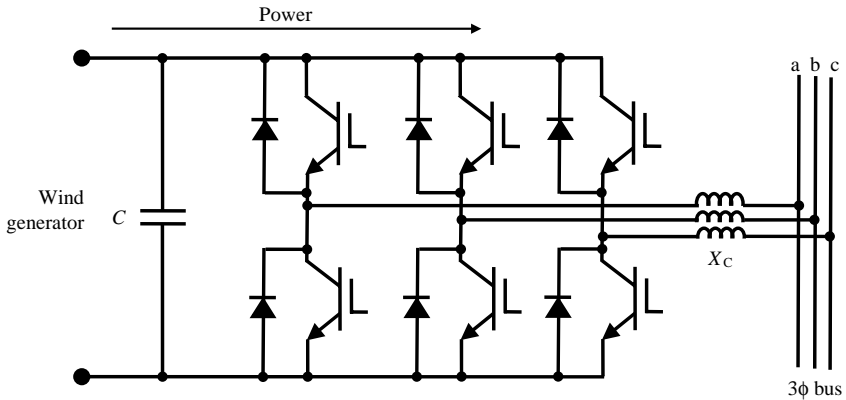 Power
a b c
Wind
generator
C
X_C
3ϕ bus